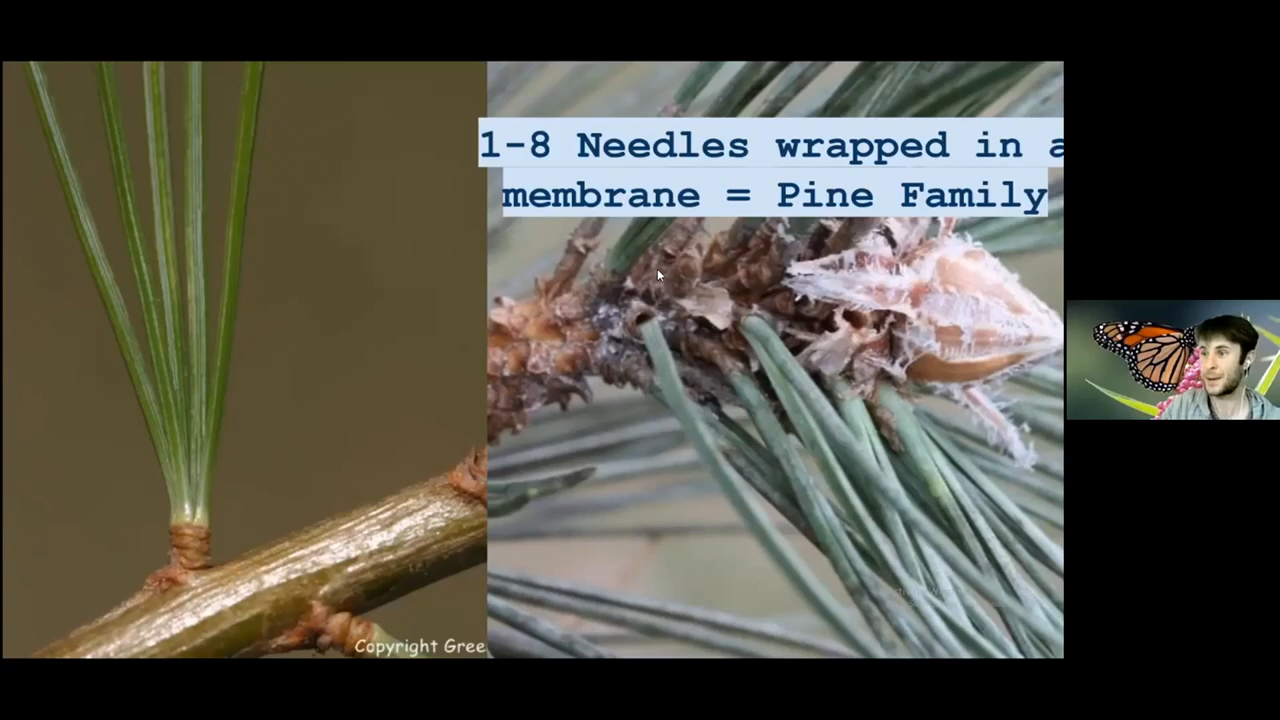 1-8 Needles wrapped in a
membrane = Pine Family
Copyright Gree